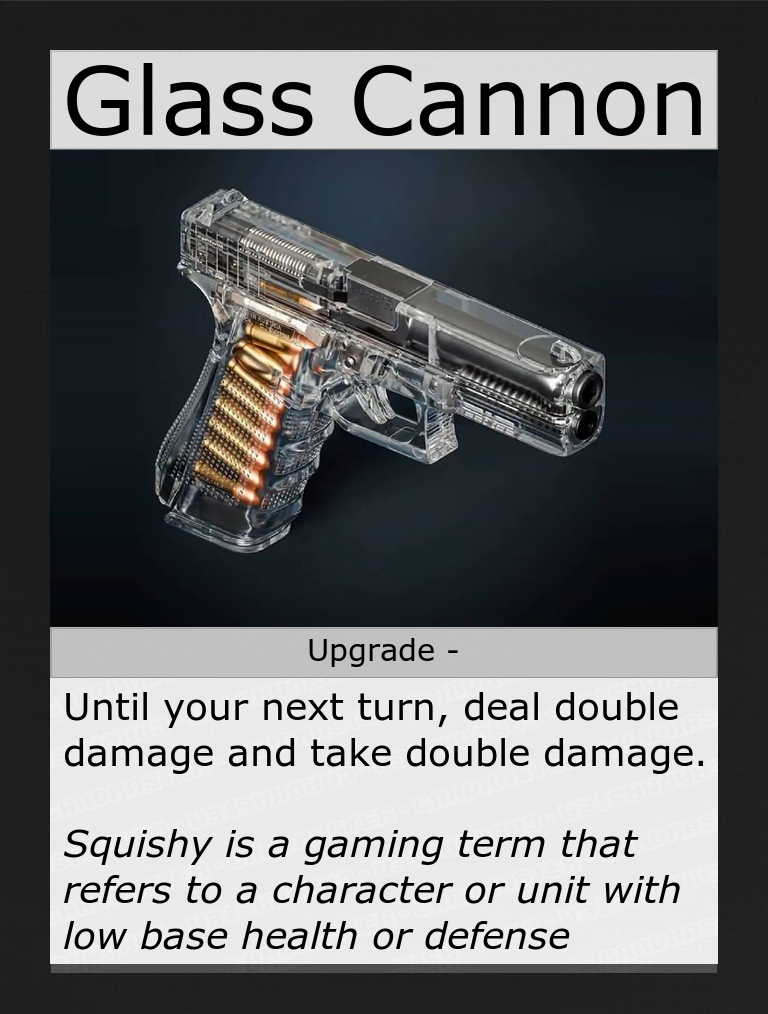 Glass Cannon
Upgrade -
Until your next turn, deal double
damage and take double damage.
Squishy is a gaming term that
refers to a character or unit with
low base health or defense